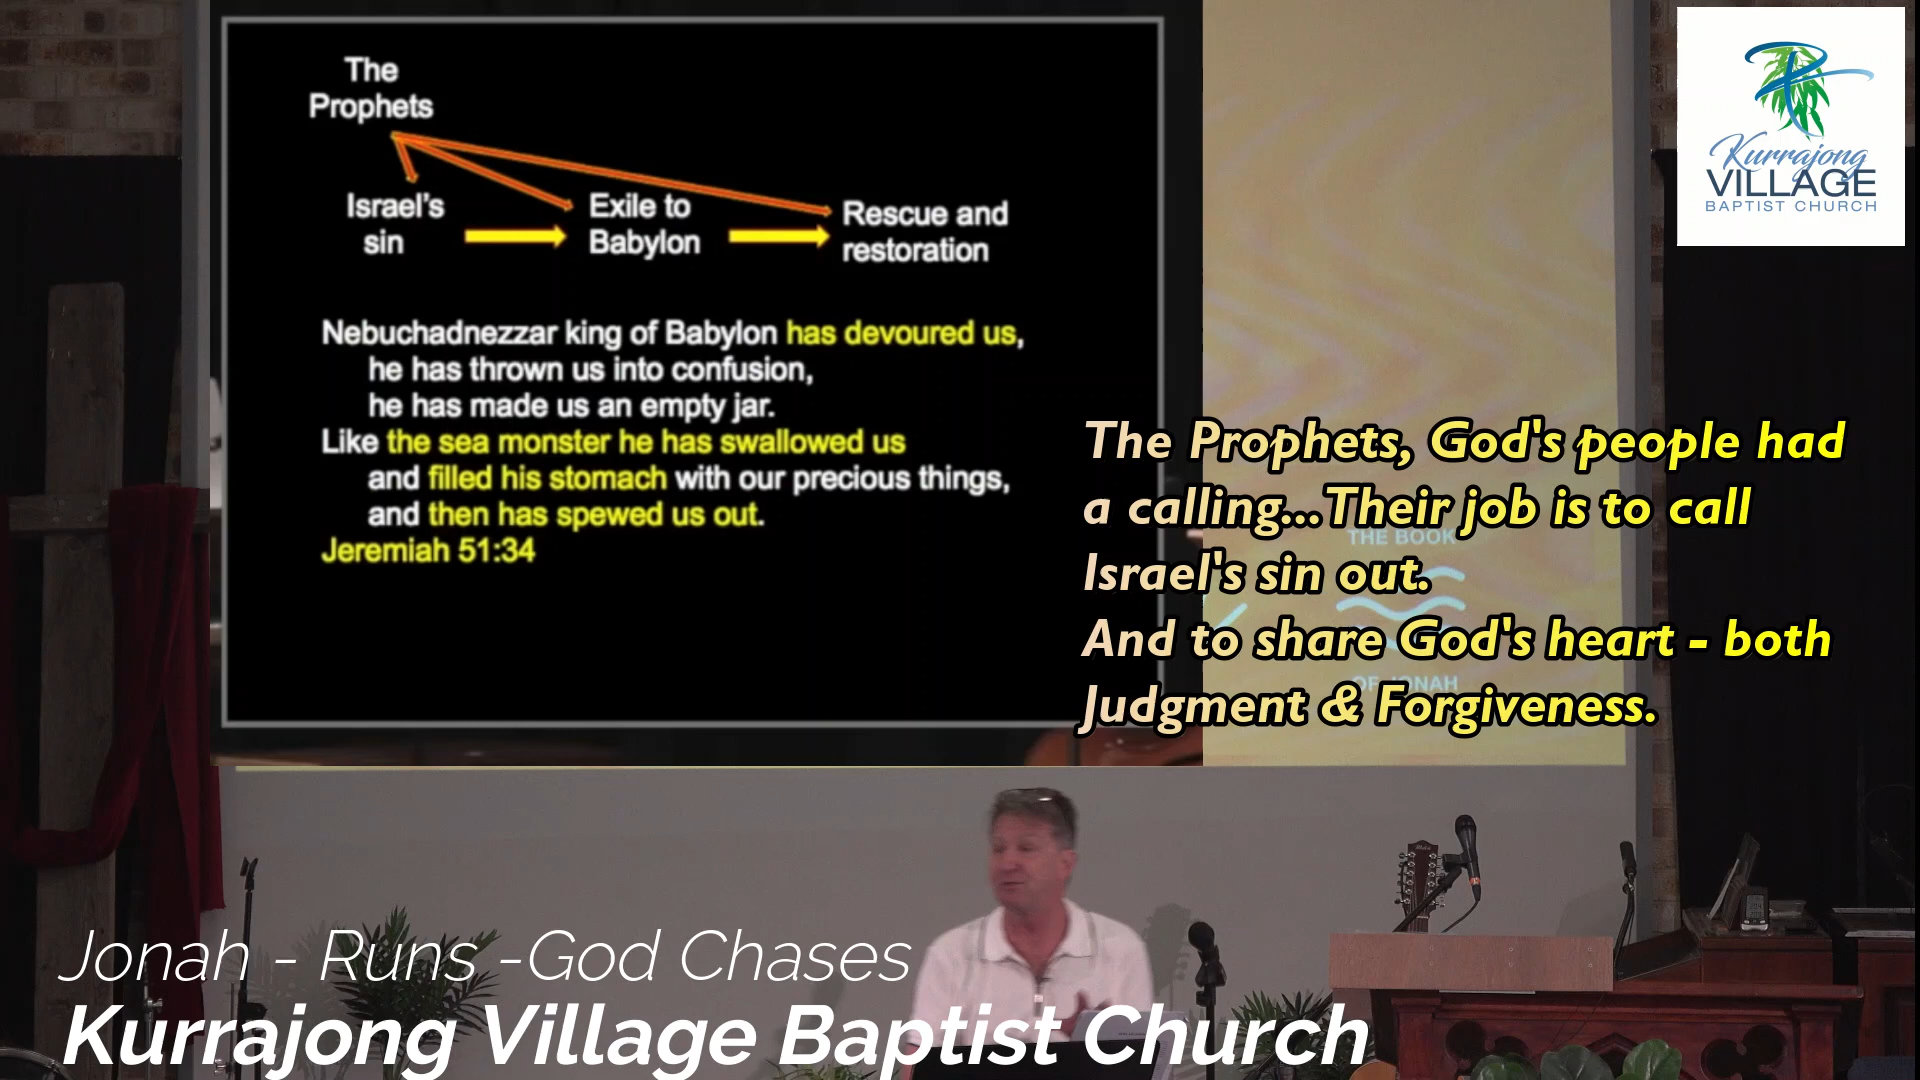 The
Prophets
Israel's
sin
Exile to
Babylon
Rescue and
restoration
Nebuchadnezzar king of Babylon has devoured us,
he has thrown us into confusion,
he has made us an empty jar.
Like the sea monster he has swallowed us
and filled his stomach with our precious things,
and then has spewed us out.
Jeremiah 51:34
Kurrajong
VILLAGE
BAPTIST CHURCH
The Prophets, God's people had
a calling...Their job is to call
Israel's sin out.
And to share God's heart - both
Judgment & Forgiveness.
THE BOOK
OF JONAH
Jonah - Runs -God Chases
Kurrajong Village Baptist Church